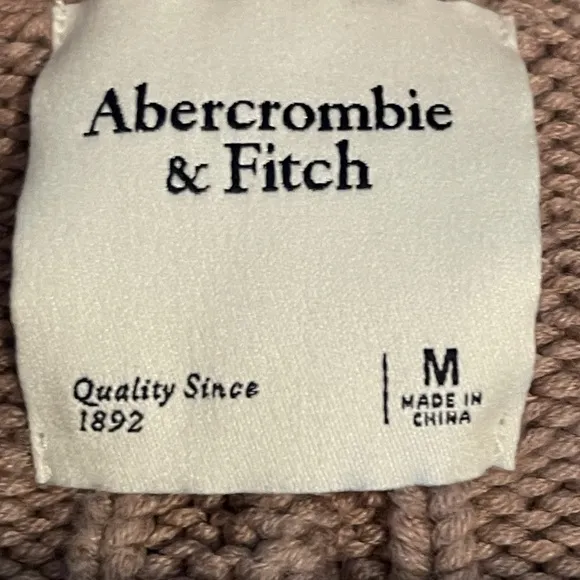 Abercrombie
& Fitch
Quality Since
1892
M
MADE IN
CHINA